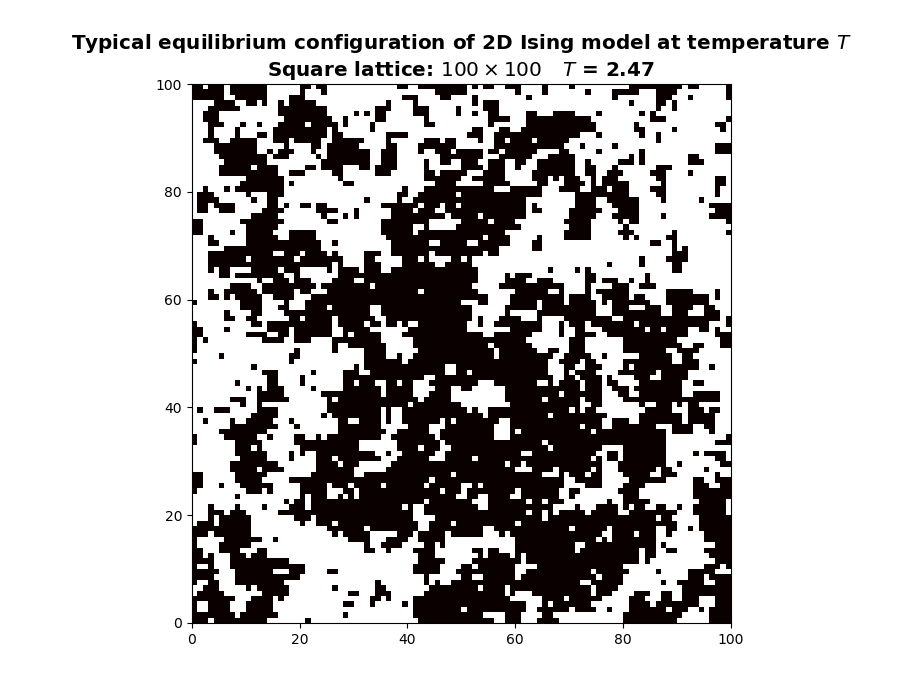 Typical equilibrium configuration of 2D Ising model at temperature T
Square lattice: 100 × 100 T = 2.47
100
80
60
40
20
0
0 20 40 60 80 100